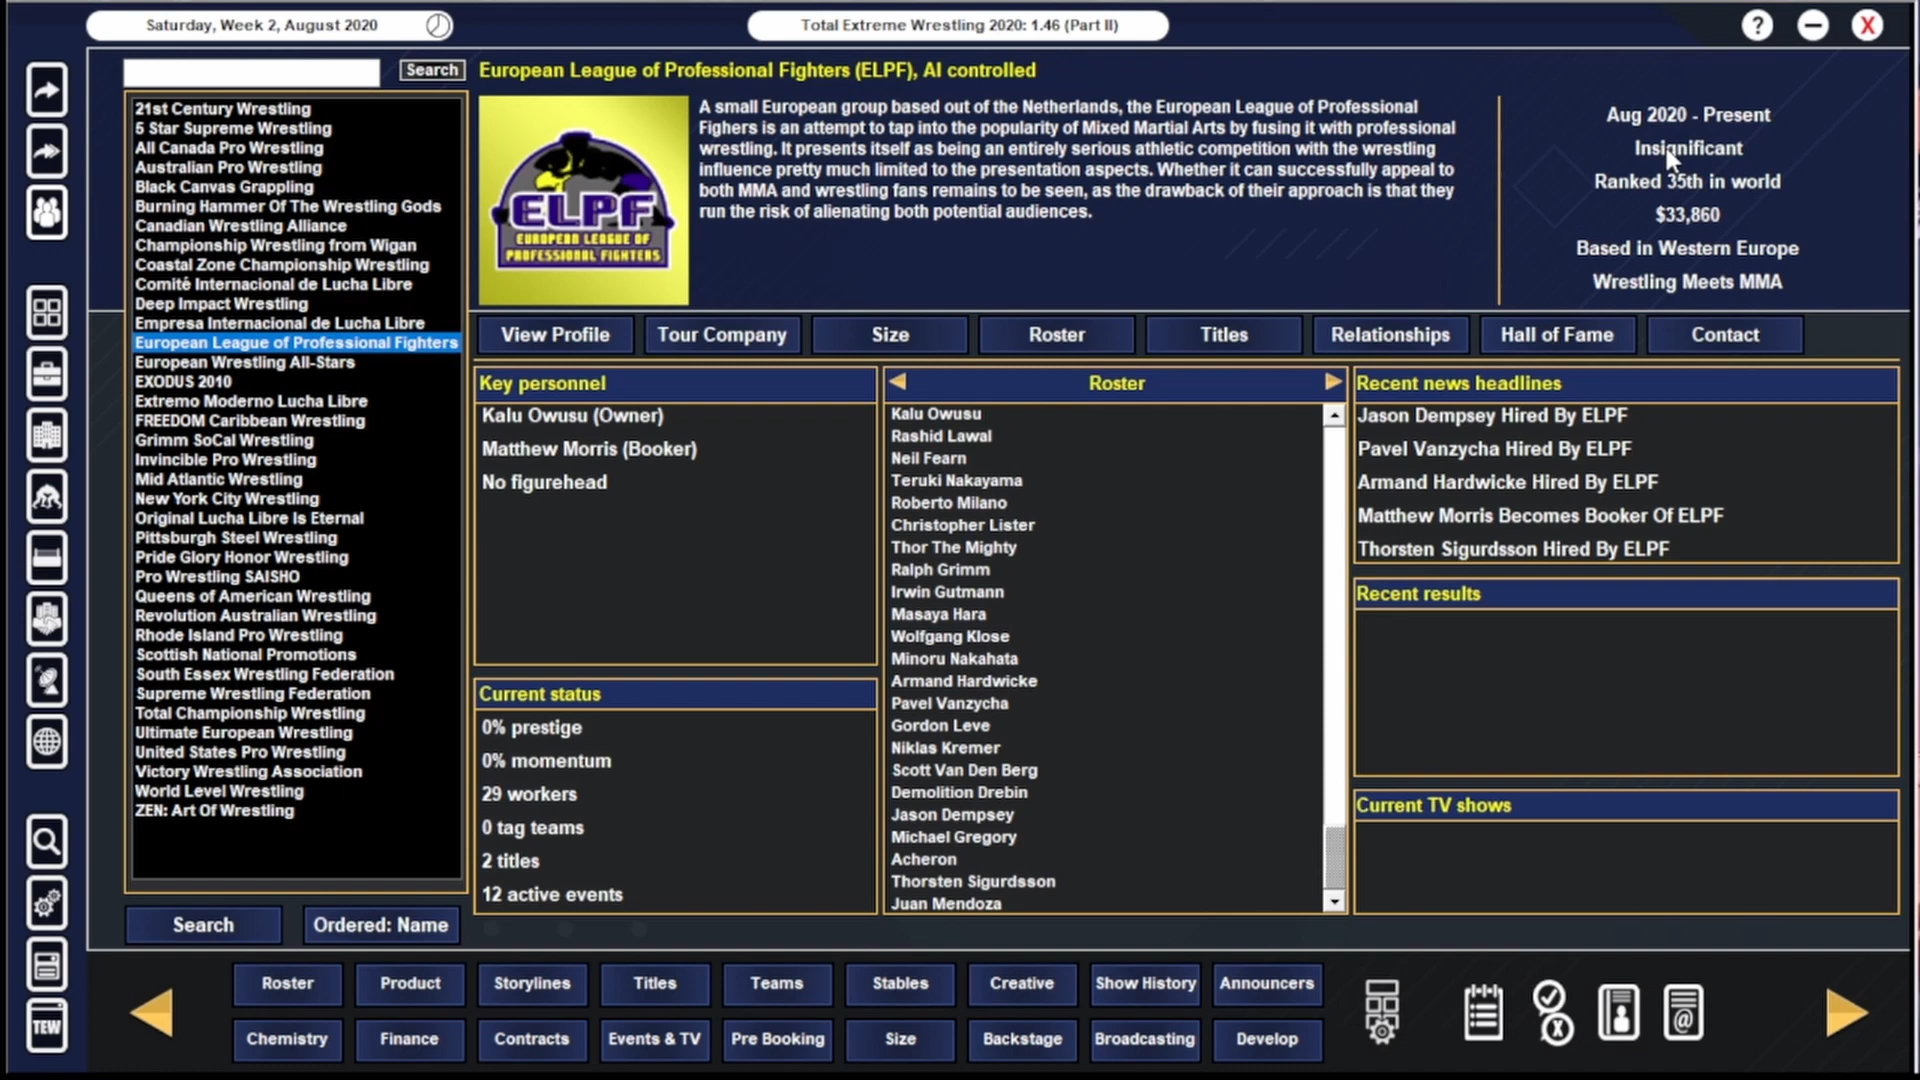 Saturday, Week 2, August 2020
Total Extreme Wrestling 2020: 1.46 (Part II)
?
X
Search
European League of Professional Fighters (ELPF), AI controlled
21st Century Wrestling
5 Star Supreme Wrestling
All Canada Pro Wrestling
Australian Pro Wrestling
Black Canvas Grappling
Burning Hammer Of The Wrestling Gods
Canadian Wrestling Alliance
Championship Wrestling from Wigan
Coastal Zone Championship Wrestling
Comité Internacional de Lucha Libre
Deep Impact Wrestling
Empresa Internacional de Lucha Libre
European League of Professional Fighters
European Wrestling All-Stars
EXODUS 2010
Extremo Moderno Lucha Libre
FREEDOM Caribbean Wrestling
Grimm SoCal Wrestling
Invincible Pro Wrestling
Mid Atlantic Wrestling
New York City Wrestling
Original Lucha Libre Is Eternal
Pittsburgh Steel Wrestling
Pride Glory Honor Wrestling
Pro Wrestling SAISHO
Queens of American Wrestling
Revolution Australian Wrestling
Rhode Island Pro Wrestling
Scottish National Promotions
South Essex Wrestling Federation
Supreme Wrestling Federation
Total Championship Wrestling
Ultimate European Wrestling
United States Pro Wrestling
Victory Wrestling Association
World Level Wrestling
ZEN: Art Of Wrestling
Search
Ordered: Name
ELPF
EUROPEAN LEAGUE OF
PROFESSIONAL FIGHTERS
A small European group based out of the Netherlands, the European League of Professional
Fighers is an attempt to tap into the popularity of Mixed Martial Arts by fusing it with professional
wrestling. It presents itself as being an entirely serious athletic competition with the wrestling
influence pretty much limited to the presentation aspects. Whether it can successfully appeal to
both MMA and wrestling fans remains to be seen, as the drawback of their approach is that they
run the risk of alienating both potential audiences.
Aug 2020 - Present
Insignificant
Ranked 35th in world
$33,860
Based in Western Europe
Wrestling Meets MMA
View Profile
Tour Company
Size
Roster
Titles
Relationships
Hall of Fame
Contact
Key personnel
Kalu Owusu (Owner)
Matthew Morris (Booker)
No figurehead
Current status
0% prestige
0% momentum
29 workers
0 tag teams
2 titles
12 active events
Roster
Kalu Owusu
Rashid Lawal
Neil Fearn
Teruki Nakayama
Roberto Milano
Christopher Lister
Thor The Mighty
Ralph Grimm
Irwin Gutmann
Masaya Hara
Wolfgang Klose
Minoru Nakahata
Armand Hardwicke
Pavel Vanzycha
Gordon Leve
Niklas Kremer
Scott Van Den Berg
Demolition Drebin
Jason Dempsey
Michael Gregory
Acheron
Thorsten Sigurdsson
Juan Mendoza
Recent news headlines
Jason Dempsey Hired By ELPF
Pavel Vanzycha Hired By ELPF
Armand Hardwicke Hired By ELPF
Matthew Morris Becomes Booker Of ELPF
Thorsten Sigurdsson Hired By ELPF
Recent results
Current TV shows
TEW
Roster
Product
Storylines
Titles
Teams
Stables
Creative
Show History
Announcers
Chemistry
Finance
Contracts
Events & TV
Pre Booking
Size
Backstage
Broadcasting
Develop